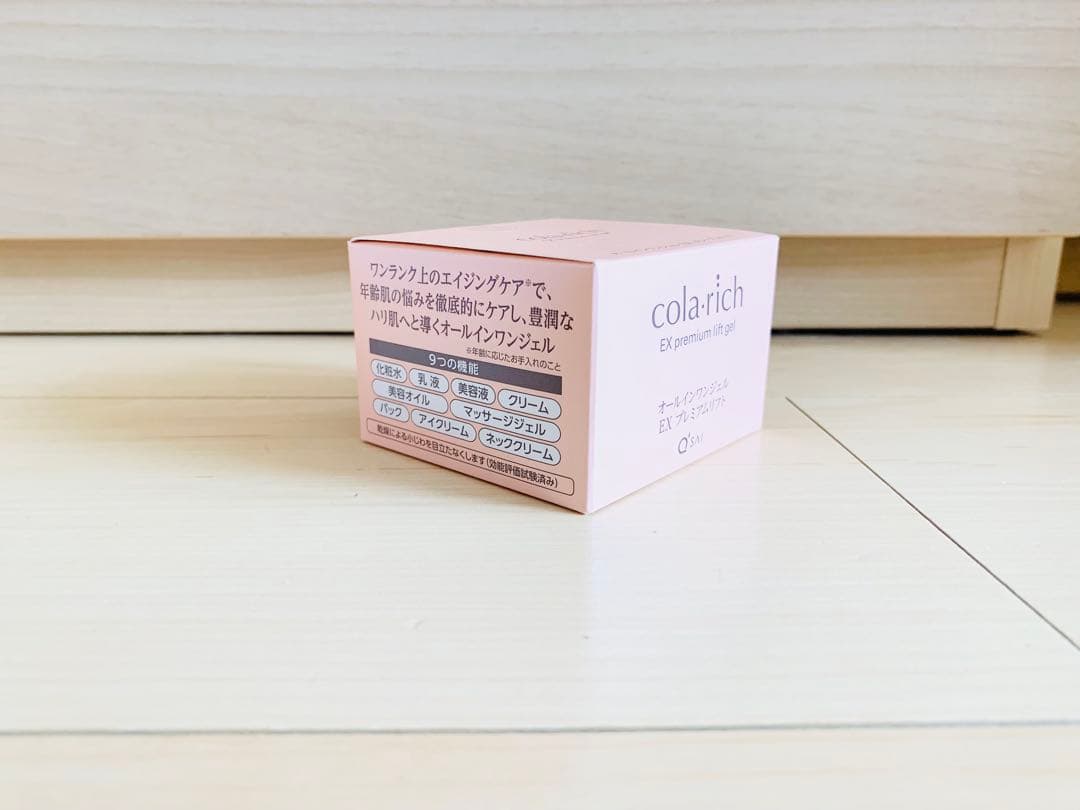 ワンランク上のエイジングケア※で、
年齢肌の悩みを徹底的にケアし、豊潤な
ハリ肌へと導くオールインワンジェル
※年齢に応じたお手入れのこと
9つの機能
化粧水 乳液 美容液 クリーム
美容オイル マッサージジェル
パック アイクリーム ネッククリーム
乾燥による小じわを目立たなくします(効能評価試験済み)
cola・rich
EX premium lift gel
オールインワンジェル
EX プレミアムリフト
Q'SAI